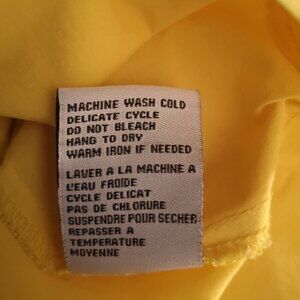 MACHINE WASH COLD
DELICATE CYCLE
DO NOT BLEACH
HANG TO DRY
WARM IRON IF NEEDED
LAVER A LA MACHINE A
L'EAU FROIDE
CYCLE DELICAT
PAS DE CHLORURE
SUSPENDRE POUR SECHER
REPASSER A
TEMPERATURE
MOYENNE